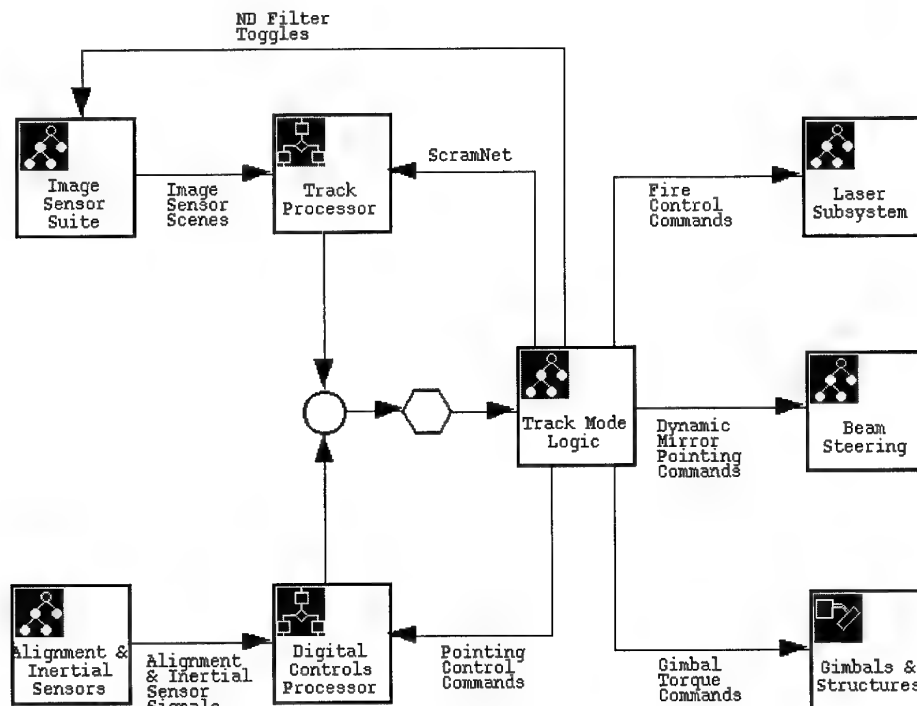 ND Filter
Toggles
Image
Sensor
Suite
Image
Sensor
Scenes
Track
Processor
ScramNet
Fire
Control
Commands
Laser
Subsystem
Track Mode
Logic
Dynamic
Mirror
Pointing
Commands
Beam
Steering
Alignment &
Inertial
Sensors
Alignment
& Inertial
Sensor
Signals
Digital
Controls
Processor
Pointing
Control
Commands
Gimbal
Torque
Commands
Gimbals &
Structures